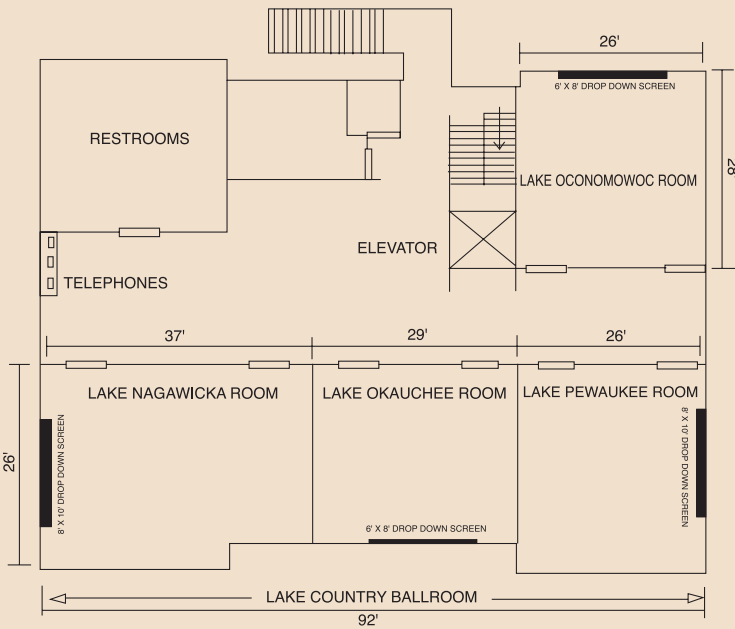 26'
6' X 8' DROP DOWN SCREEN
RESTROOMS
28'
LAKE OCONOMOWOC ROOM
ELEVATOR
TELEPHONES
37'
29'
26'
LAKE NAGAWICKA ROOM
LAKE OKAUCHEE ROOM
LAKE PEWAUKEE ROOM
26'
8' X 10' DROP DOWN SCREEN
8' X 10' DROP DOWN SCREEN
6' X 8' DROP DOWN SCREEN
LAKE COUNTRY BALLROOM
92'